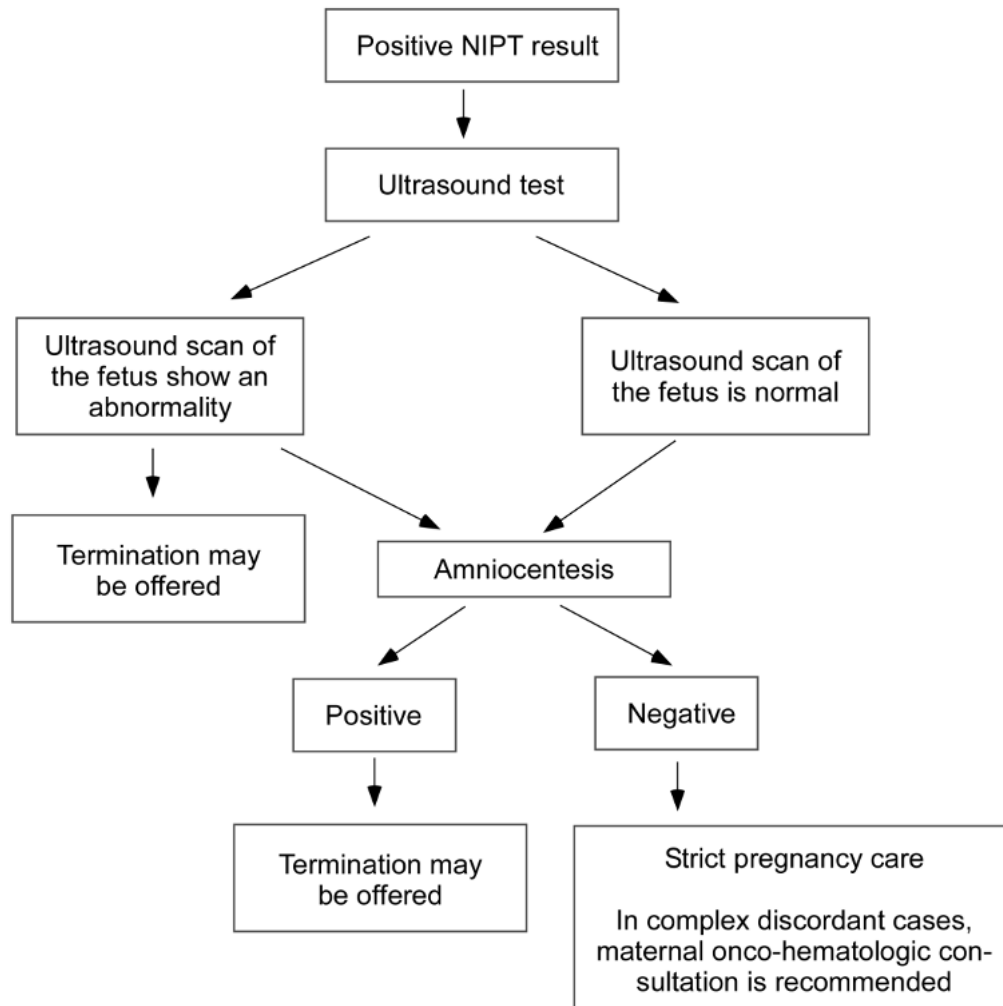 Positive NIPT result
Ultrasound test
Ultrasound scan of
the fetus show an
abnormality
Ultrasound scan of
the fetus is normal
Termination may
be offered
Amniocentesis
Positive
Negative
Termination may
be offered
Strict pregnancy care
In complex discordant cases,
maternal onco-hematologic con-
sultation is recommended